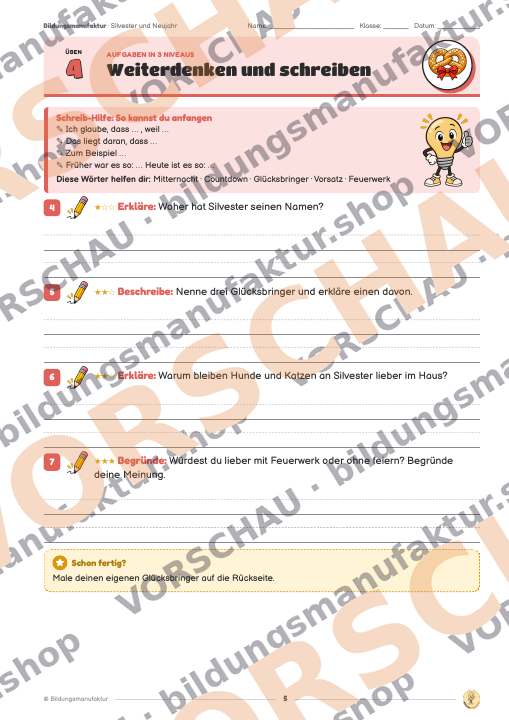 Bildungsmanufaktur · Silvester und Neujahr Name: Klasse: Datum:
ÜBEN
4
AUFGABEN IN 3 NIVEAUS
Weiterdenken und schreiben
Schreib-Hilfe: So kannst du anfangen
Ich glaube, dass … , weil …
Das liegt daran, dass …
Zum Beispiel …
Früher war es so: … Heute ist es so: …
Diese Wörter helfen dir: Mitternacht · Countdown · Glücksbringer · Vorsatz · Feuerwerk
4 ★☆☆ Erkläre: Woher hat Silvester seinen Namen?
5 ★★☆ Beschreibe: Nenne drei Glücksbringer und erkläre einen davon.
6 ★★☆ Erkläre: Warum bleiben Hunde und Katzen an Silvester lieber im Haus?
7 ★★★ Begründe: Würdest du lieber mit Feuerwerk oder ohne feiern? Begründe
deine Meinung.
Schon fertig?
Male deinen eigenen Glücksbringer auf die Rückseite.
© Bildungsmanufaktur 5
VORSCHAU · bildungsmanufaktur.shop